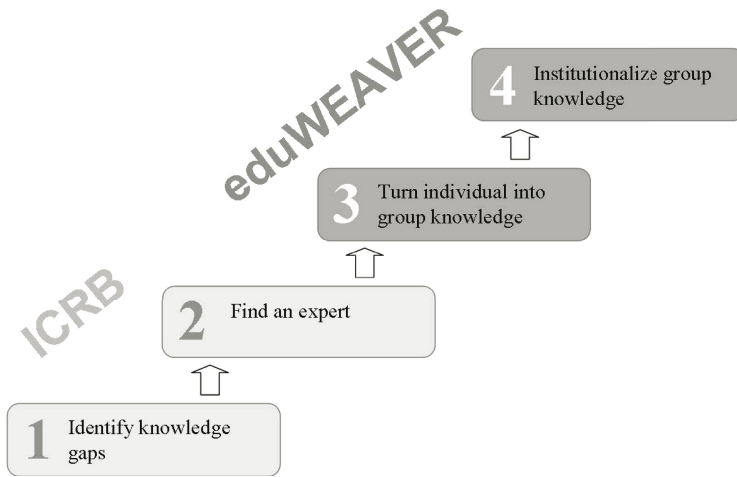 eduWEAVER
4
Institutionalize group
knowledge
3
Turn individual into
group knowledge
ICRB
2
Find an expert
1
Identify knowledge
gaps